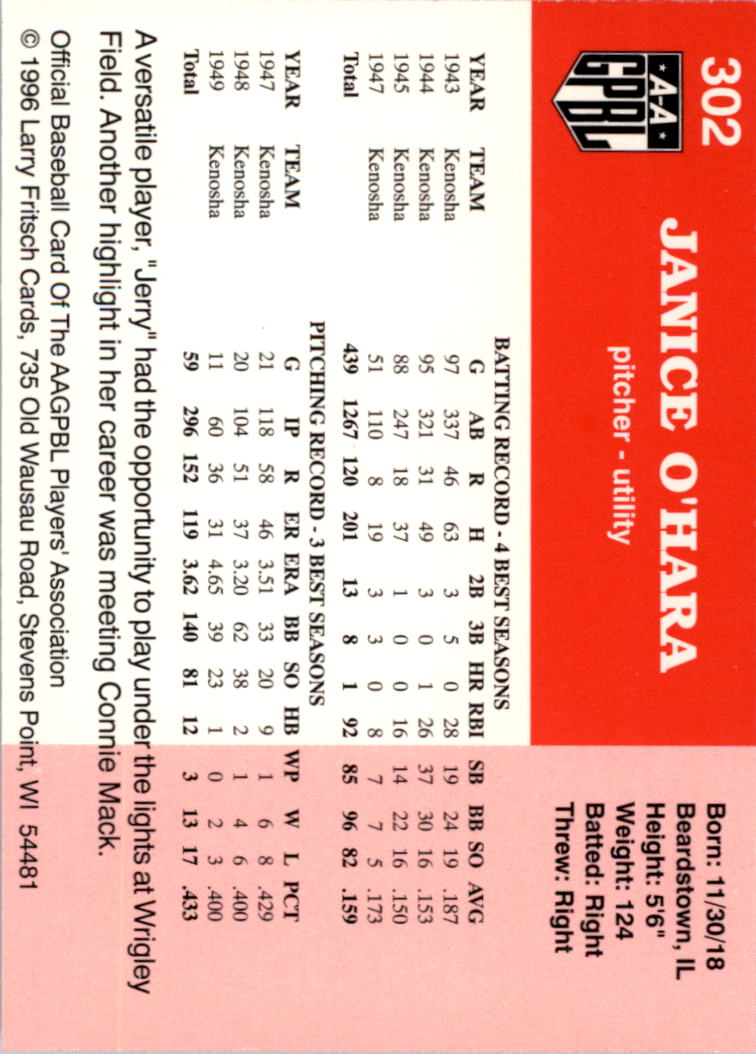 302
A-A
GPBL
JANICE O'HARA
pitcher - utility
Born: 11/30/18
Beardstown, IL
Height: 5'6"
Weight: 124
Batted: Right
Threw: Right
BATTING RECORD - 4 BEST SEASONS
YEAR TEAM G AB R H 2B 3B HR RBI SB BB SO AVG
1943 Kenosha 97 337 46 63 3 5 0 28 19 24 19 .187
1944 Kenosha 95 321 31 49 3 0 1 26 37 30 16 .153
1945 Kenosha 88 247 18 37 1 0 0 16 14 22 16 .150
1947 Kenosha 51 110 8 19 3 3 0 8 7 7 5 .173
Total 439 1267 120 201 13 8 1 92 85 96 82 .159
PITCHING RECORD - 3 BEST SEASONS
YEAR TEAM G IP R ER ERA BB SO HB WP W L PCT
1947 Kenosha 21 118 58 46 3.51 33 20 9 1 6 8 .429
1948 Kenosha 20 104 51 37 3.20 62 38 2 1 4 6 .400
1949 Kenosha 11 60 36 31 4.65 39 23 1 0 2 3 .400
Total 59 296 152 119 3.62 140 81 12 3 13 17 .433
A versatile player, "Jerry" had the opportunity to play under the lights at Wrigley
Field. Another highlight in her career was meeting Connie Mack.
Official Baseball Card Of The AAGPBL Players' Association
© 1996 Larry Fritsch Cards, 735 Old Wausau Road, Stevens Point, WI 54481